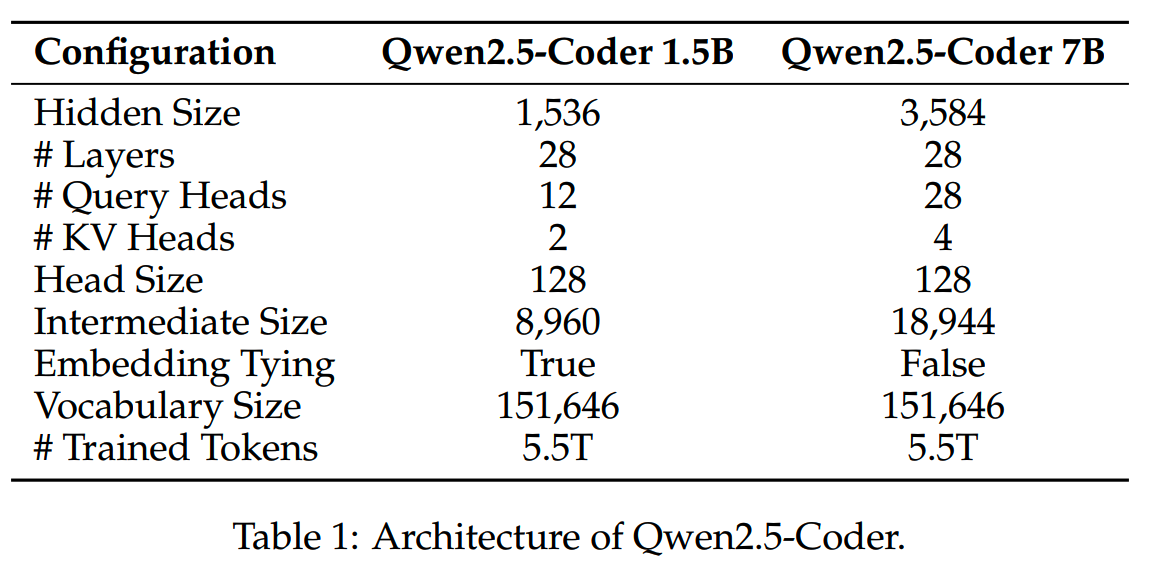 Configuration Qwen2.5-Coder 1.5B Qwen2.5-Coder 7B
Hidden Size 1,536 3,584
# Layers 28 28
# Query Heads 12 28
# KV Heads 2 4
Head Size 128 128
Intermediate Size 8,960 18,944
Embedding Tying True False
Vocabulary Size 151,646 151,646
# Trained Tokens 5.5T 5.5T
Table 1: Architecture of Qwen2.5-Coder.